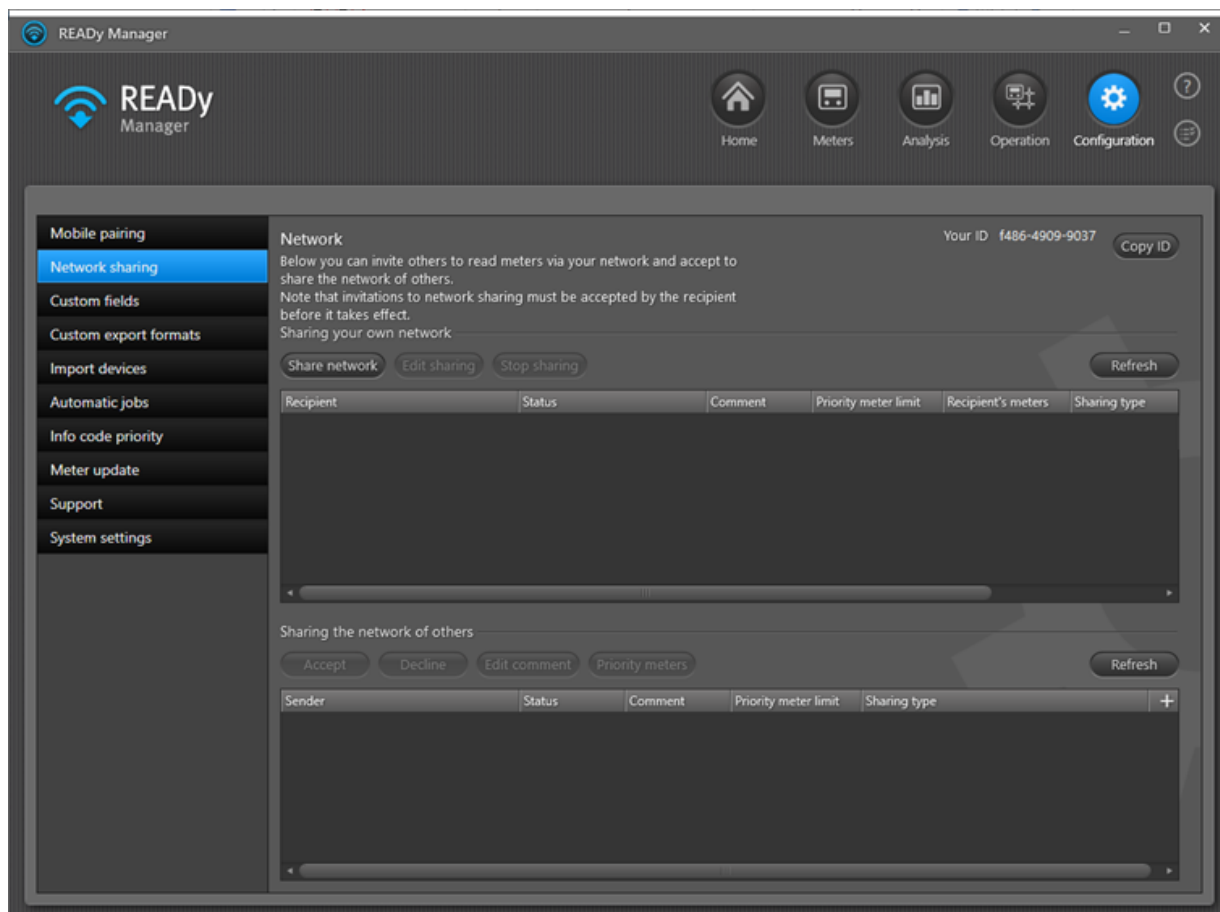 READy Manager
READy
Manager
Home
Meters
Analysis
Operation
Configuration
?
Mobile pairing
Network sharing
Custom fields
Custom export formats
Import devices
Automatic jobs
Info code priority
Meter update
Support
System settings
Network
Your ID f486-4909-9037
Copy ID
Below you can invite others to read meters via your network and accept to
share the network of others.
Note that invitations to network sharing must be accepted by the recipient
before it takes effect.
Sharing your own network
Share network Edit sharing Stop sharing Refresh
Recipient Status Comment Priority meter limit Recipient's meters Sharing type
Sharing the network of others
Accept Decline Edit comment Priority meters Refresh
Sender Status Comment Priority meter limit Sharing type +